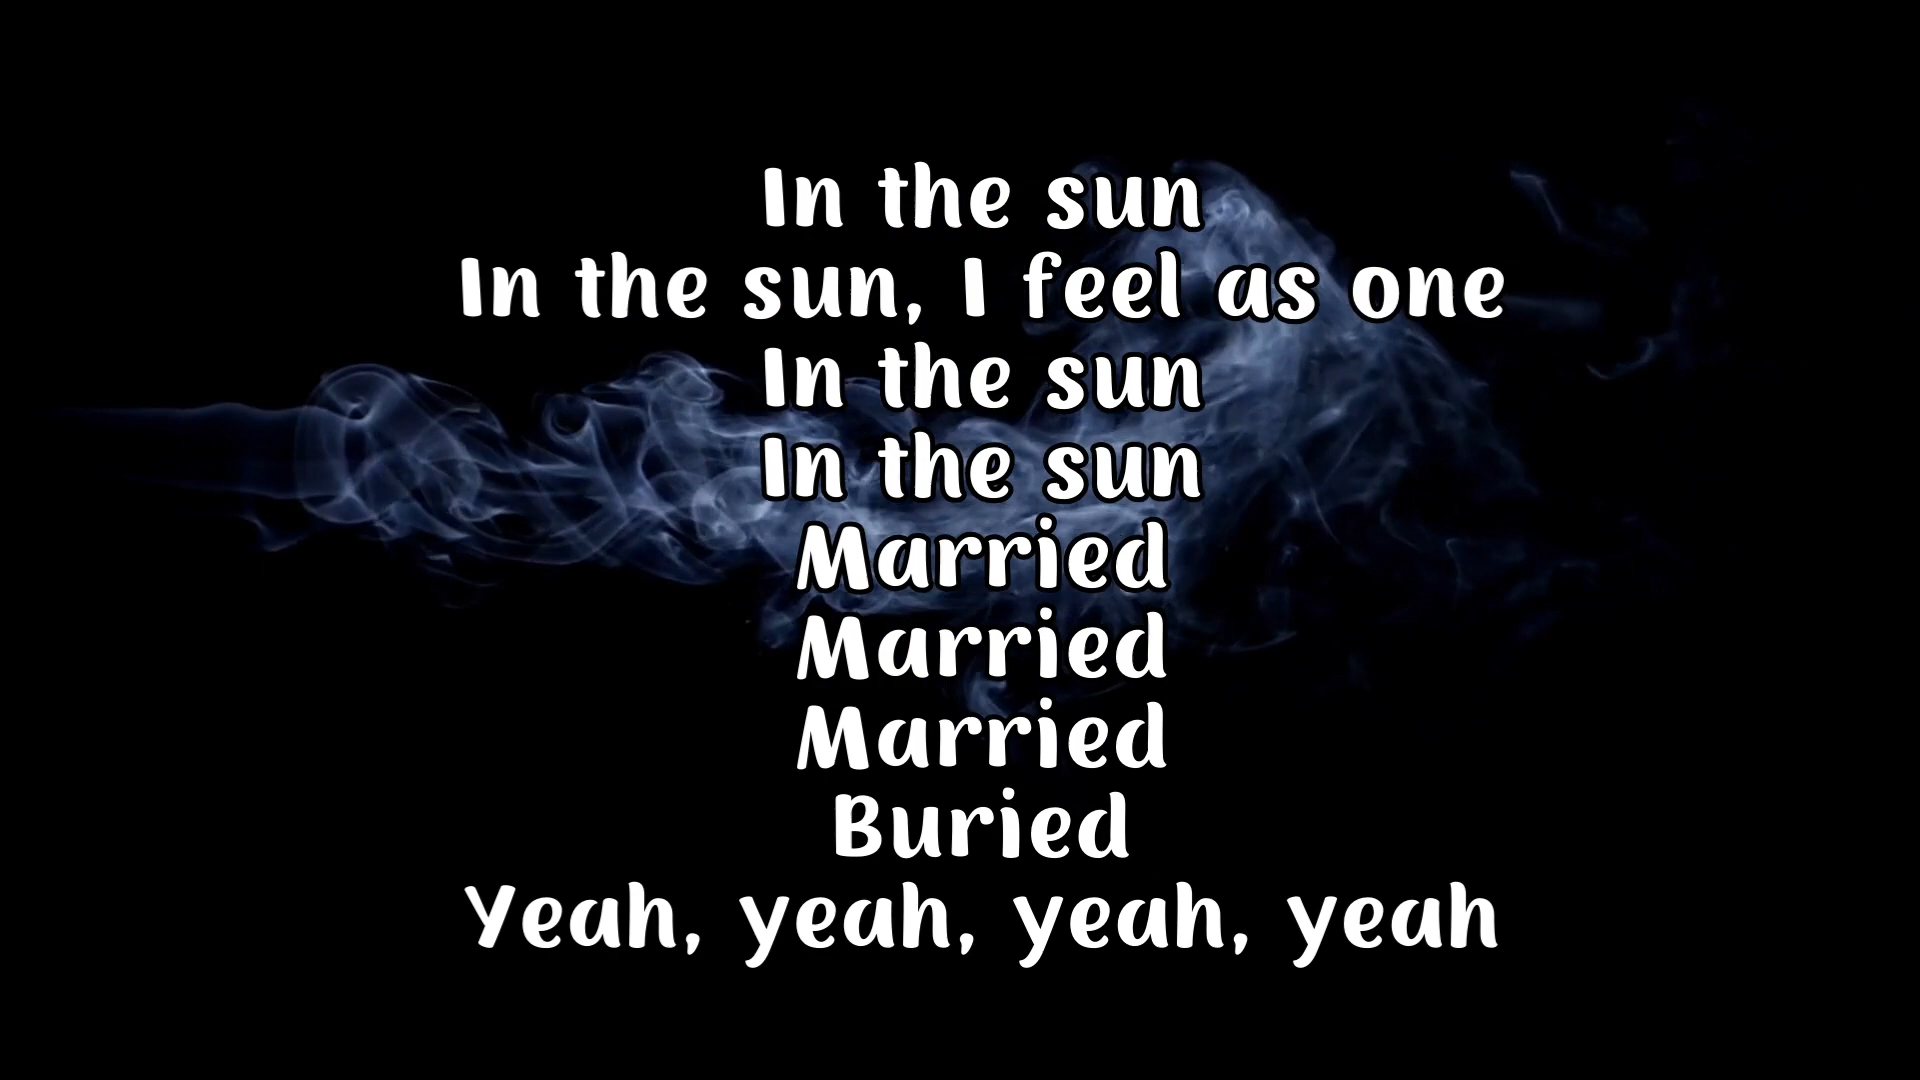 In the sun
In the sun, I feel as one
In the sun
In the sun
Married
Married
Married
Buried
Yeah, yeah, yeah, yeah